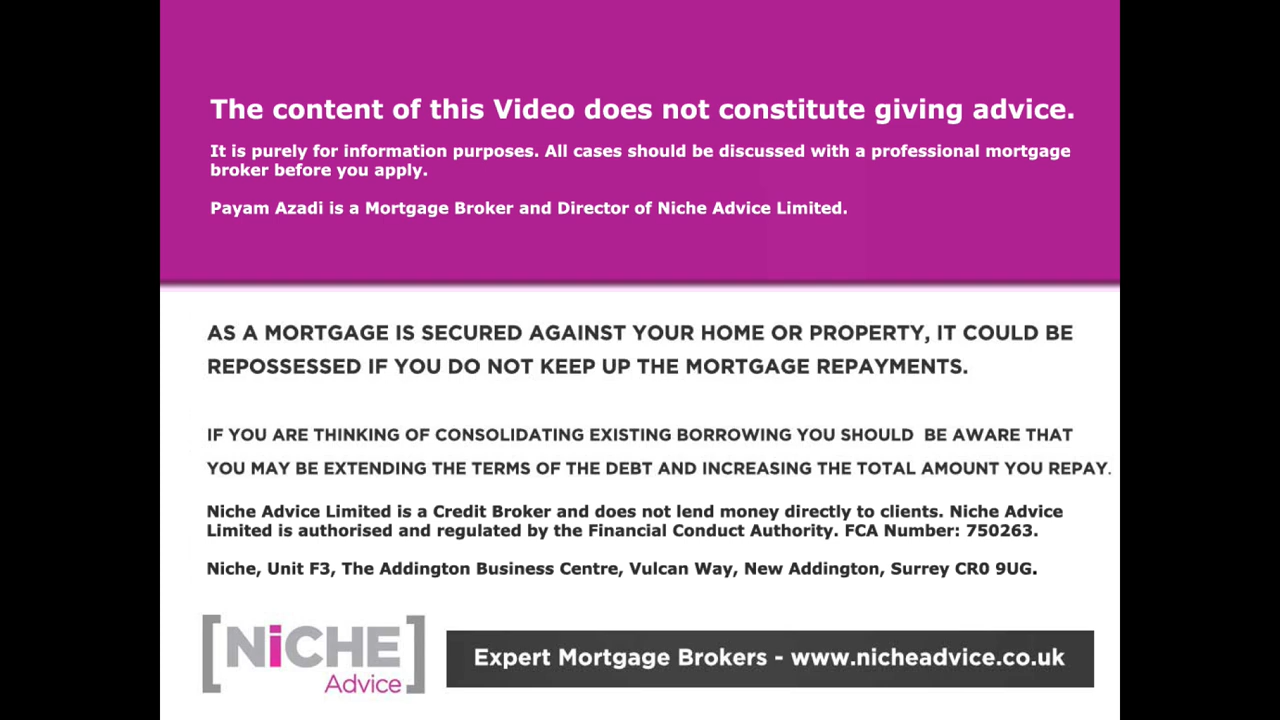 The content of this Video does not constitute giving advice.
It is purely for information purposes. All cases should be discussed with a professional mortgage
broker before you apply.
Payam Azadi is a Mortgage Broker and Director of Niche Advice Limited.
AS A MORTGAGE IS SECURED AGAINST YOUR HOME OR PROPERTY, IT COULD BE
REPOSSESSED IF YOU DO NOT KEEP UP THE MORTGAGE REPAYMENTS.
IF YOU ARE THINKING OF CONSOLIDATING EXISTING BORROWING YOU SHOULD BE AWARE THAT
YOU MAY BE EXTENDING THE TERMS OF THE DEBT AND INCREASING THE TOTAL AMOUNT YOU REPAY.
Niche Advice Limited is a Credit Broker and does not lend money directly to clients. Niche Advice
Limited is authorised and regulated by the Financial Conduct Authority. FCA Number: 750263.
Niche, Unit F3, The Addington Business Centre, Vulcan Way, New Addington, Surrey CR0 9UG.
[NiCHE]
Advice
Expert Mortgage Brokers - www.nicheadvice.co.uk